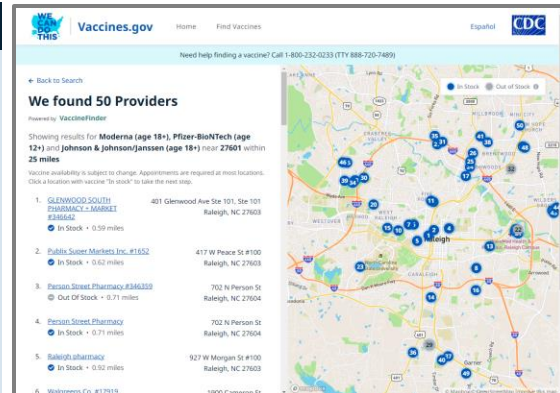 WE CAN DO THIS
Vaccines.gov
Home
Find Vaccines
Español
CDC
Need help finding a vaccine? Call 1-800-232-0233 (TTY 888-720-7489)
← Back to Search
We found 50 Providers
Powered by VaccineFinder
Showing results for Moderna (age 18+), Pfizer-BioNTech (age
12+) and Johnson & Johnson/Janssen (age 18+) near 27601 within
25 miles
Vaccine availability is subject to change. Appointments are required at most locations.
Click a location with vaccine "In stock" to take the next step.
1. GLENWOOD SOUTH
PHARMACY + MARKET
#346642
In Stock • 0.59 miles
401 Glenwood Ave Ste 101, Ste 101
Raleigh, NC 27603
2. Publix Super Markets Inc. #1652
In Stock • 0.62 miles
417 W Peace St #100
Raleigh, NC 27603
3. Person Street Pharmacy #346359
Out Of Stock • 0.71 miles
702 N Person St
Raleigh, NC 27604
4. Person Street Pharmacy
In Stock • 0.71 miles
702 N Person St
Raleigh, NC 27604
5. Raleigh pharmacy
In Stock • 0.92 miles
927 W Morgan St #100
Raleigh, NC 27603
6. Walgreens Co. #17919
1900 Cameron St
In Stock
Out of Stock
Raleigh
Garner